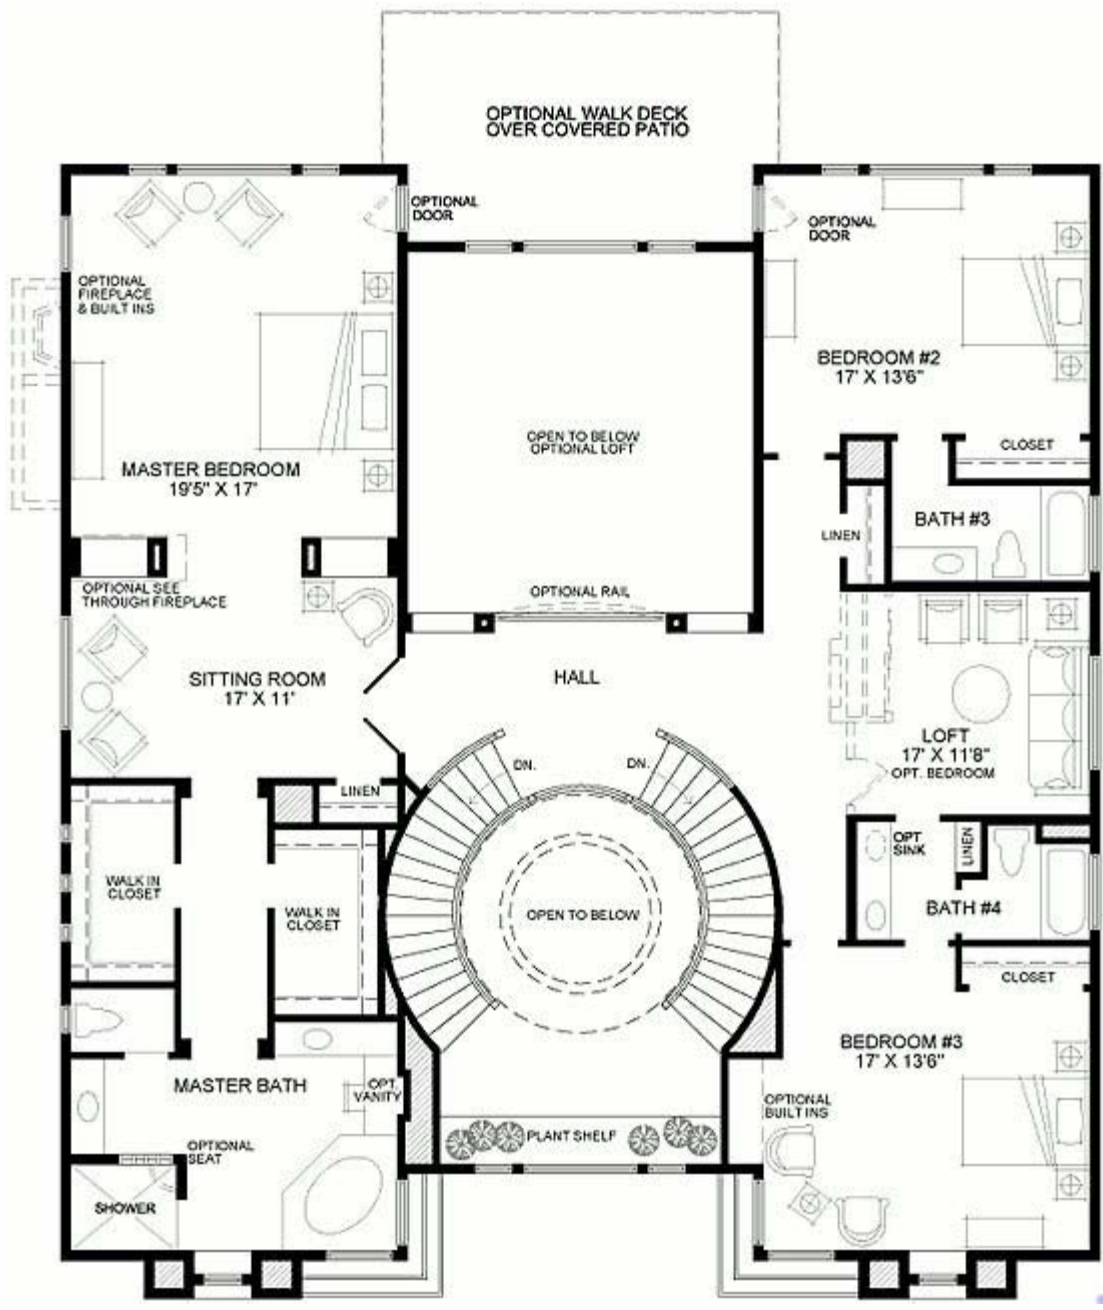 OPTIONAL WALK DECK
OVER COVERED PATIO
OPTIONAL
DOOR
OPTIONAL
DOOR
OPTIONAL
FIREPLACE
& BUILT INS
BEDROOM #2
17' X 13'6"
OPEN TO BELOW
OPTIONAL LOFT
CLOSET
MASTER BEDROOM
19'5" X 17'
BATH #3
LINEN
OPTIONAL SEE
THROUGH FIREPLACE
OPTIONAL RAIL
SITTING ROOM
17' X 11'
HALL
LOFT
17' X 11'8"
OPT. BEDROOM
DN.
DN.
LINEN
OPT
SINK
LINEN
WALK IN
CLOSET
WALK IN
CLOSET
OPEN TO BELOW
BATH #4
CLOSET
BEDROOM #3
17' X 13'6"
MASTER BATH
OPT.
VANITY
OPTIONAL
BUILT INS
OPTIONAL
SEAT
PLANT SHELF
SHOWER